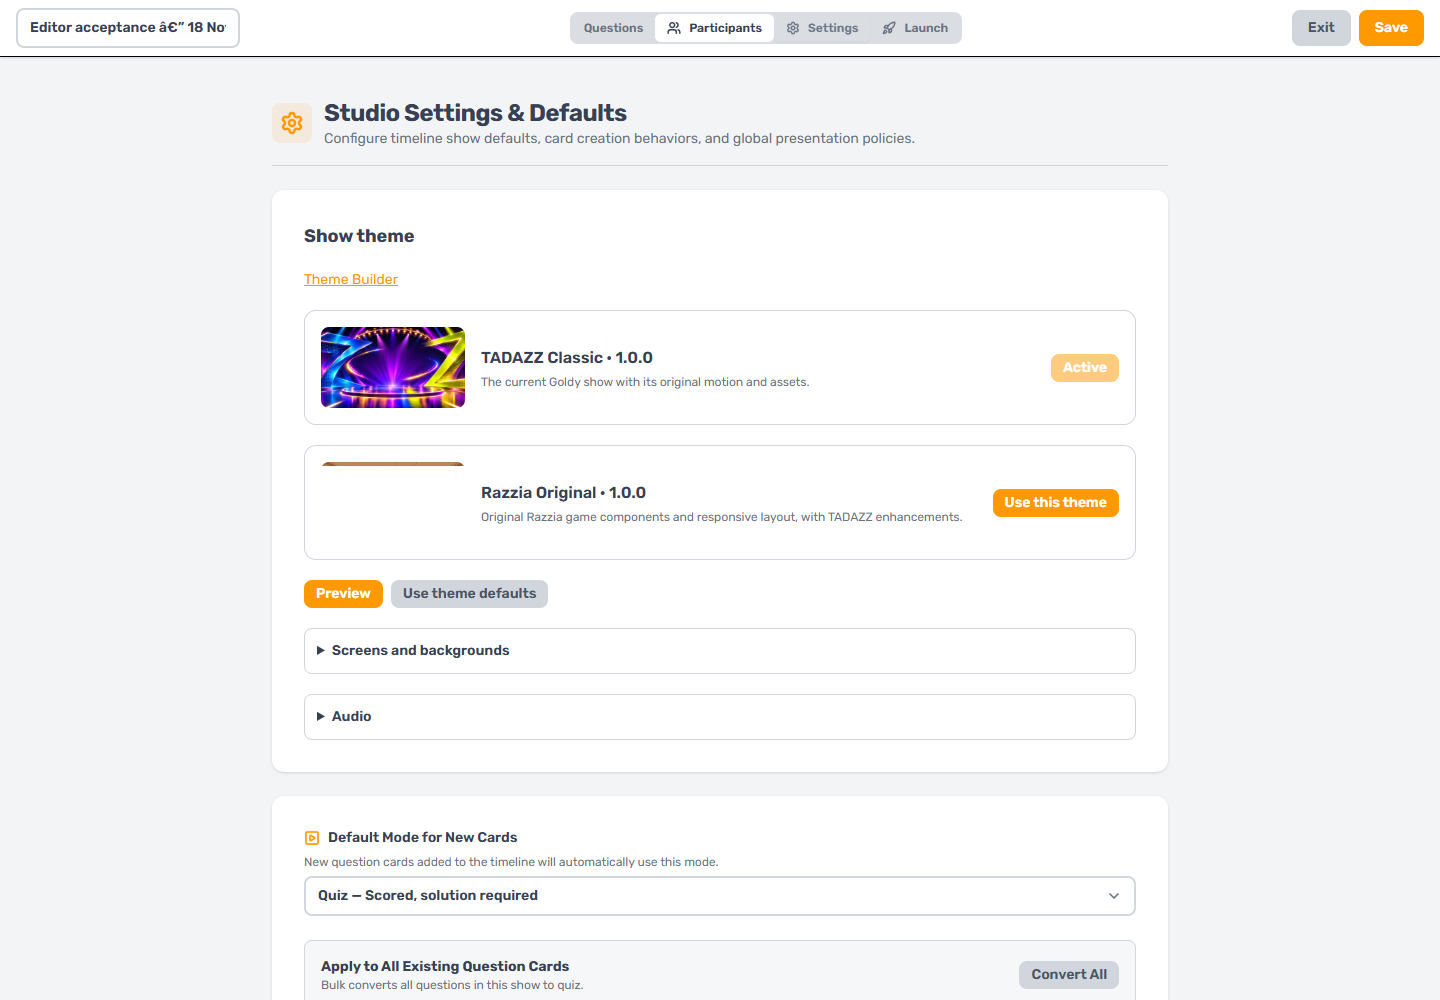 Editor acceptance â€” 18 No
Questions
Participants
Settings
Launch
Exit
Save
Studio Settings & Defaults
Configure timeline show defaults, card creation behaviors, and global presentation policies.
Show theme
Theme Builder
TADAZZ Classic • 1.0.0
The current Goldy show with its original motion and assets.
Active
Razzia Original • 1.0.0
Original Razzia game components and responsive layout, with TADAZZ enhancements.
Use this theme
Preview
Use theme defaults
Screens and backgrounds
Audio
Default Mode for New Cards
New question cards added to the timeline will automatically use this mode.
Quiz — Scored, solution required
Apply to All Existing Question Cards
Bulk converts all questions in this show to quiz.
Convert All